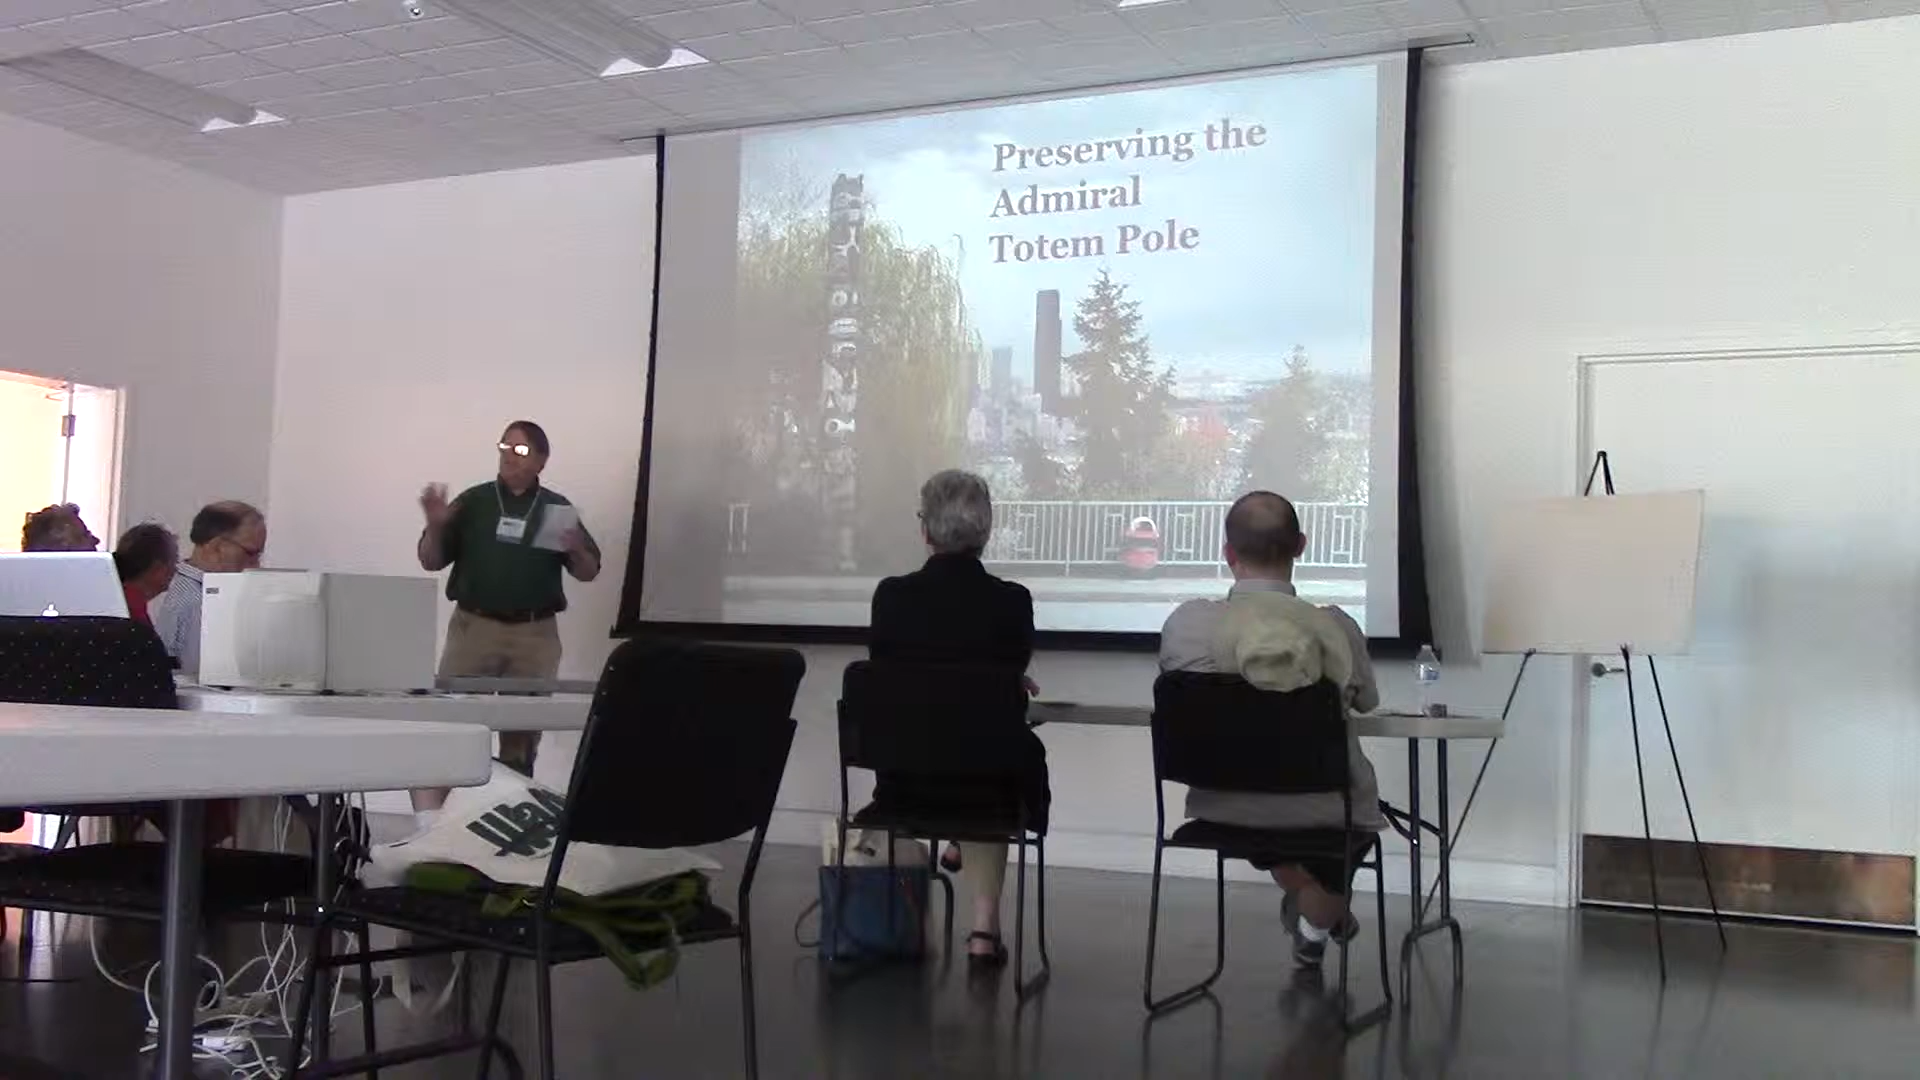 Preserving the
Admiral
Totem Pole